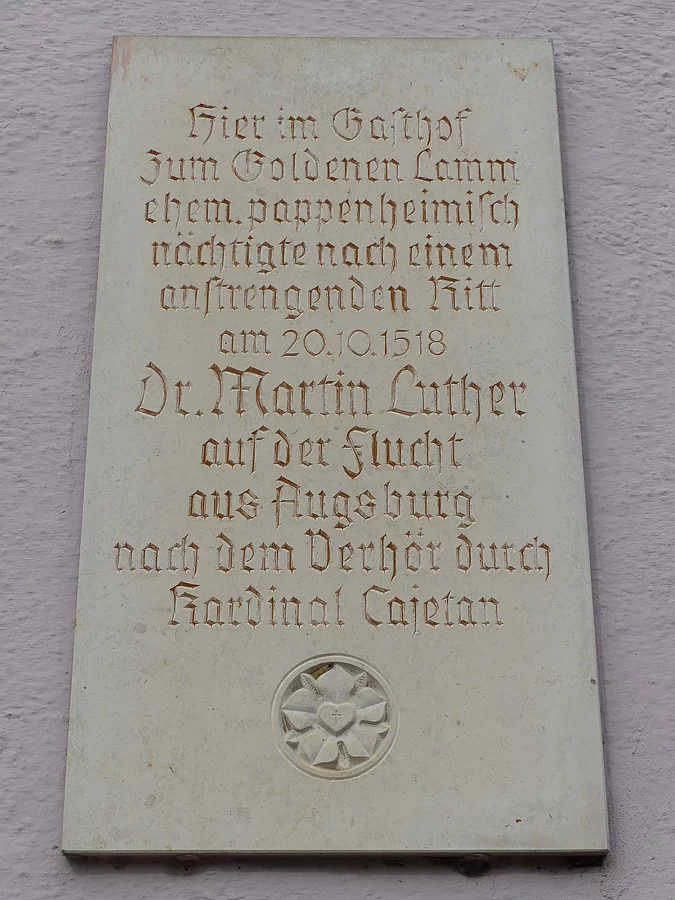 Hier im Gaſthof
Zum Goldenen Lamm
ehem. pappenheimiſch
nächtigte nach einem
anſtrengenden Ritt
am 20.10.1518
Dr. Martin Luther
auf der Flucht
aus Augsburg
nach dem Verhör durch
Kardinal Cajetan